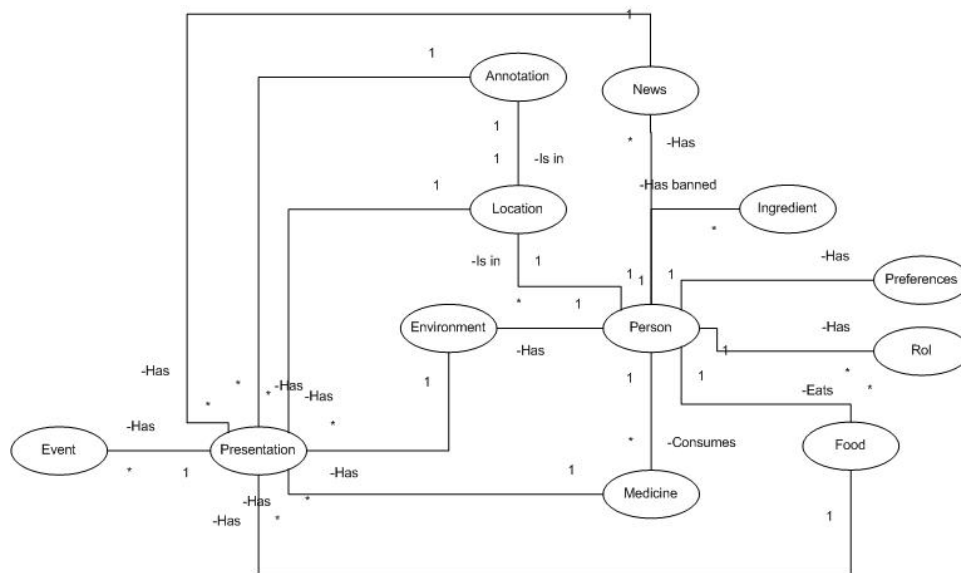 1
1
Annotation
News
1
*
-Has
1
-Is in
-Has banned
1
Location
Ingredient
*
-Is in
1
-Has
1
1
1
Preferences
*
1
Environment
Person
-Has
-Has
1
Rol
-Has
1
1
1
*
*
*
-Has
*
-Eats
-Has
*
*
-Has
Event
Presentation
*
1
-Has
*
-Consumes
Food
1
Medicine
-Has
*
-Has
*
1